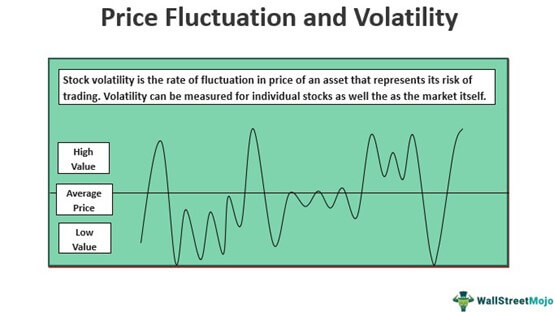 Price Fluctuation and Volatility
Stock volatility is the rate of fluctuation in price of an asset that represents its risk of
trading. Volatility can be measured for individual stocks as well the as the market itself.
High
Value
Average
Price
Low
Value
WallStreetMojo